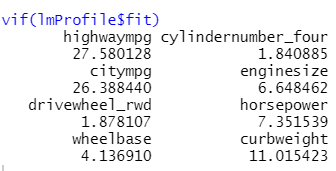 vif(lmProfile$fit)
highwaympg cylindernumber_four
27.580128 1.840885
citympg enginesize
26.388440 6.648462
drivewheel_rwd horsepower
1.878107 7.351539
wheelbase curbweight
4.136910 11.015423